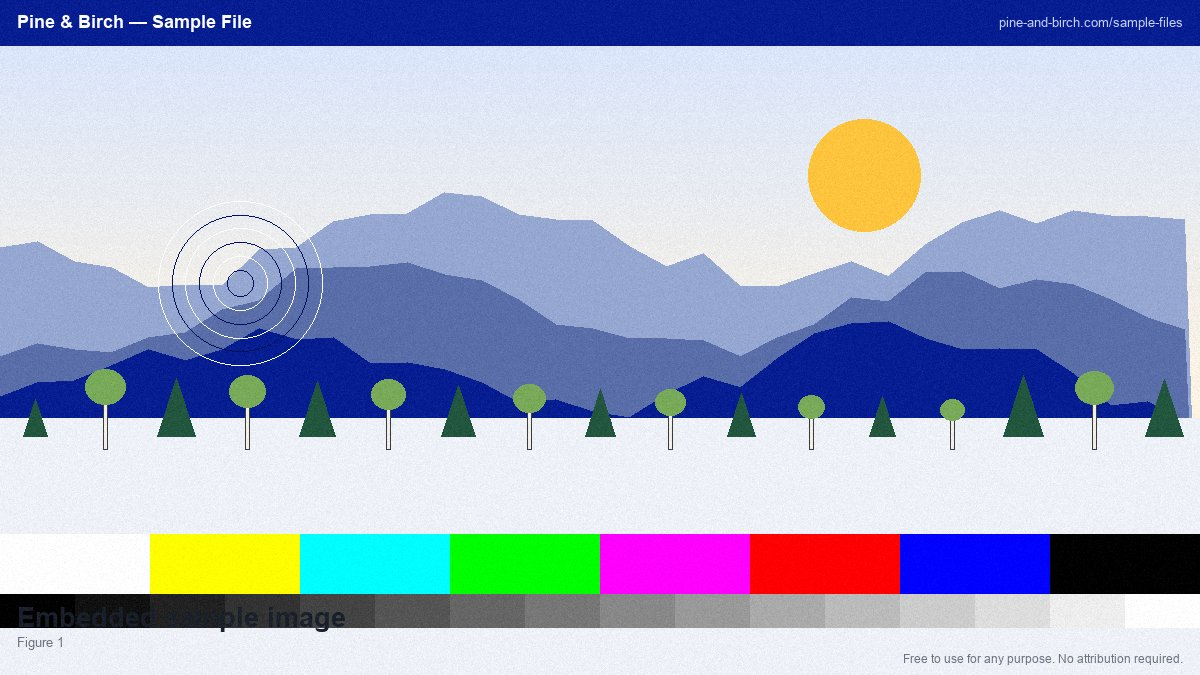 Pine & Birch — Sample File
pine-and-birch.com/sample-files
Embedded sample image
Figure 1
Free to use for any purpose. No attribution required.